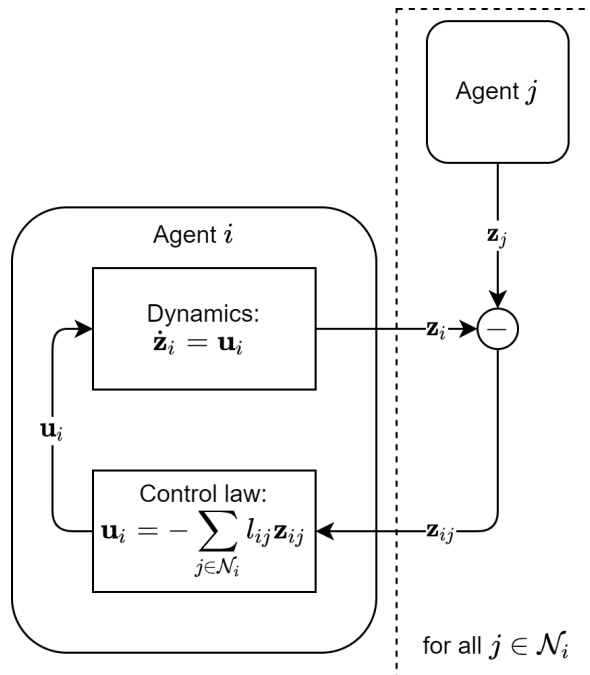 Agent j
z_j
Agent i
Dynamics:
ż_i = u_i
z_i
−
u_i
Control law:
u_i = − ∑_{j∈𝒩_i} l_{ij} z_{ij}
z_{ij}
for all j ∈ 𝒩_i